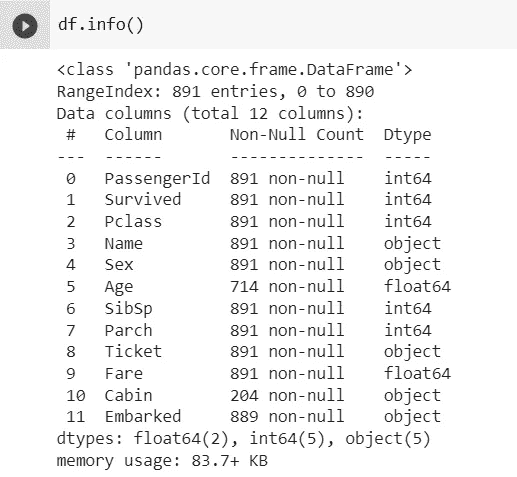 df.info()
<class 'pandas.core.frame.DataFrame'>
RangeIndex: 891 entries, 0 to 890
Data columns (total 12 columns):
 #   Column       Non-Null Count  Dtype
---  ------       --------------  -----
 0   PassengerId  891 non-null    int64
 1   Survived     891 non-null    int64
 2   Pclass       891 non-null    int64
 3   Name         891 non-null    object
 4   Sex          891 non-null    object
 5   Age          714 non-null    float64
 6   SibSp        891 non-null    int64
 7   Parch        891 non-null    int64
 8   Ticket       891 non-null    object
 9   Fare         891 non-null    float64
 10  Cabin        204 non-null    object
 11  Embarked     889 non-null    object
dtypes: float64(2), int64(5), object(5)
memory usage: 83.7+ KB